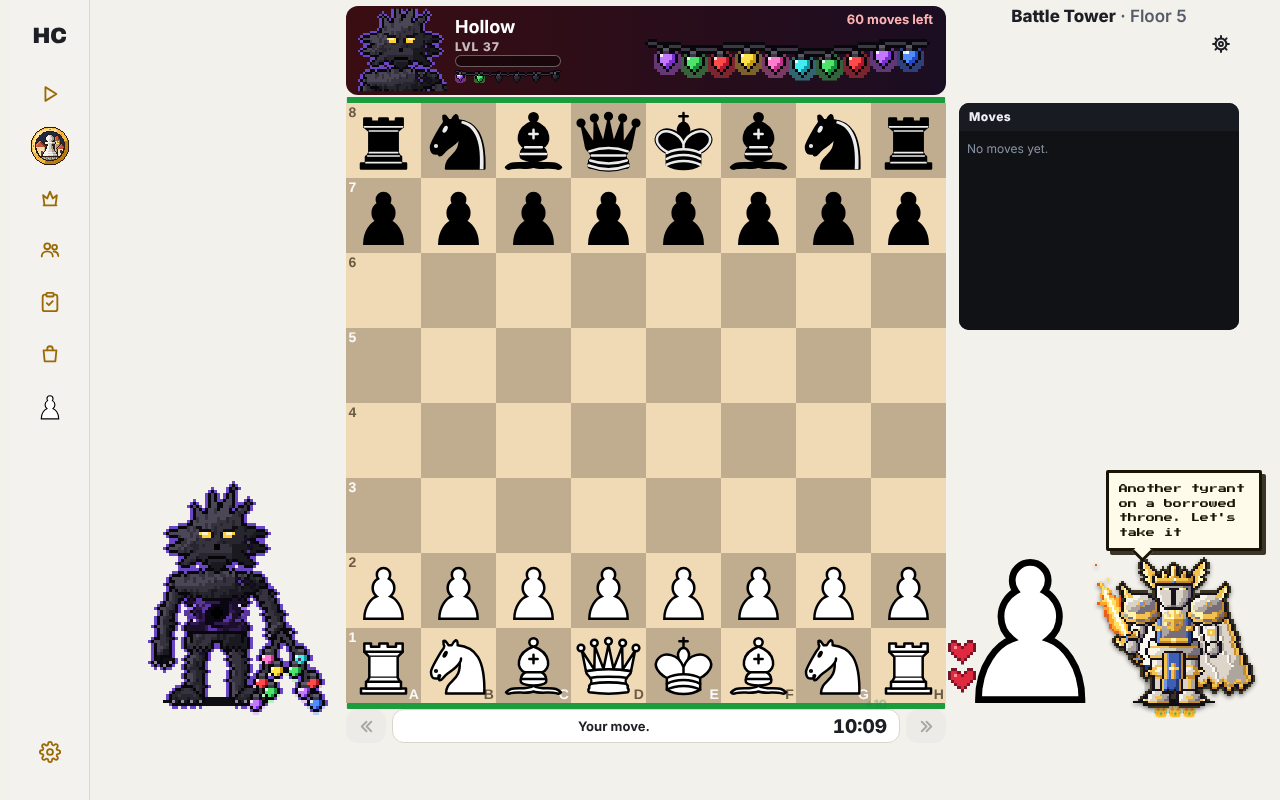 HC
Hollow
LVL 37
60 moves left
Battle Tower · Floor 5
Moves
No moves yet.
8
7
6
5
4
3
2
1
A B C D E F G H
Another tyrant
on a borrowed
throne. Let's
take it
Your move.
10:09